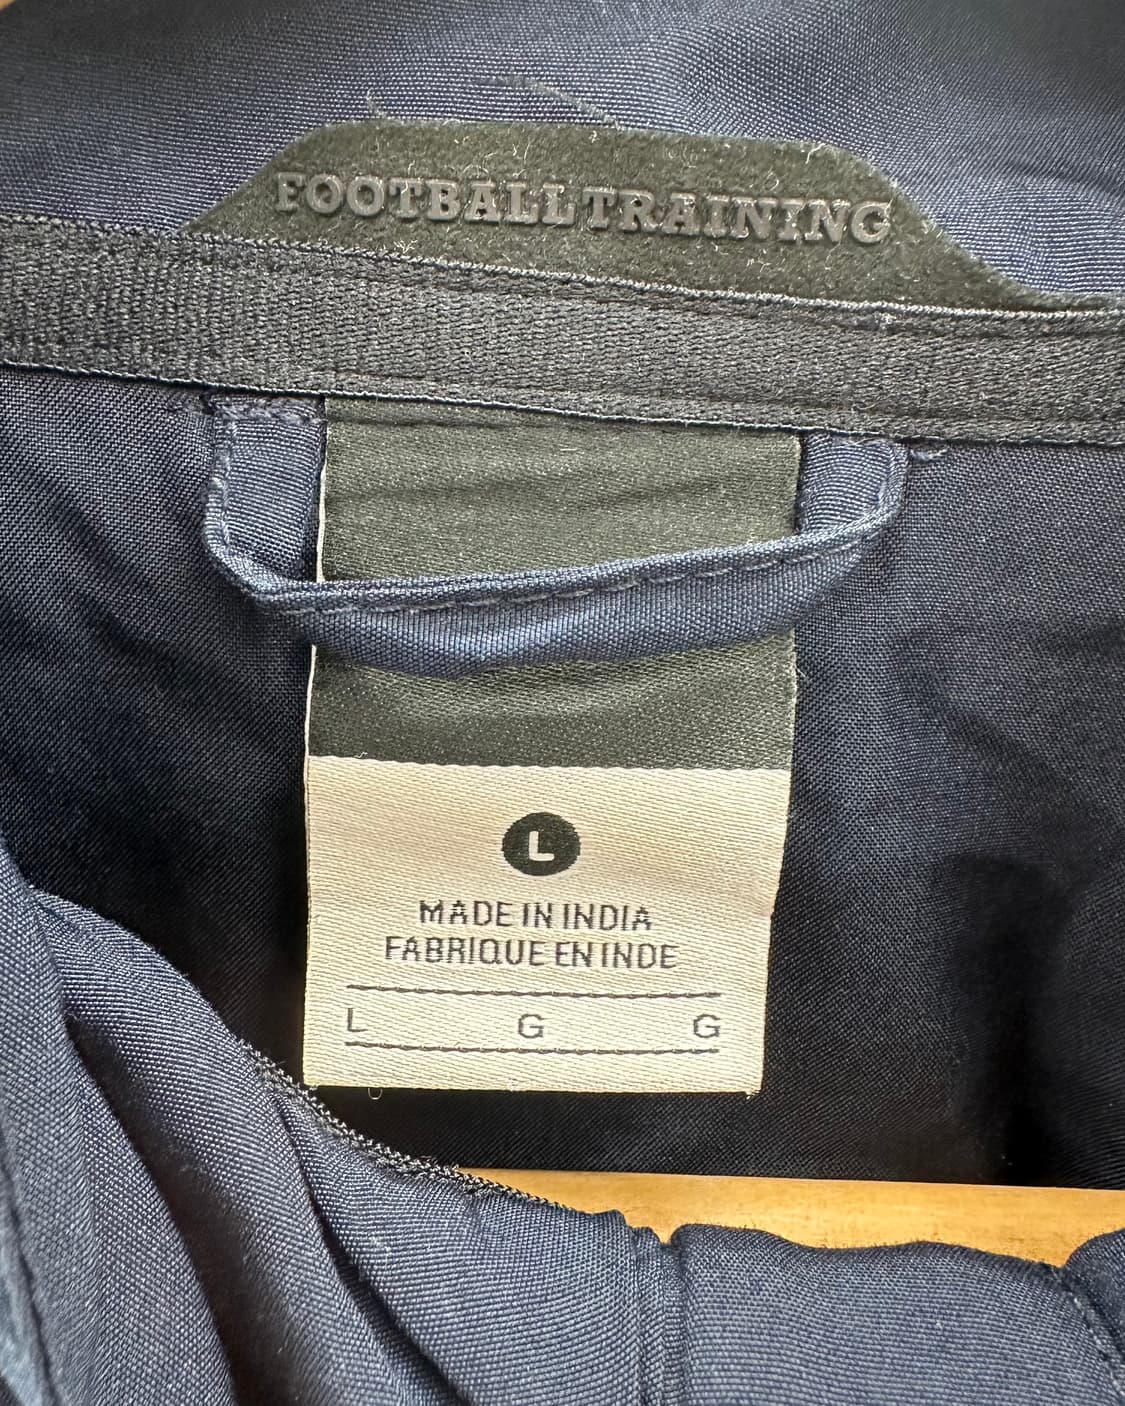 FOOTBALL TRAINING
L
MADE IN INDIA
FABRIQUE EN INDE
L G G